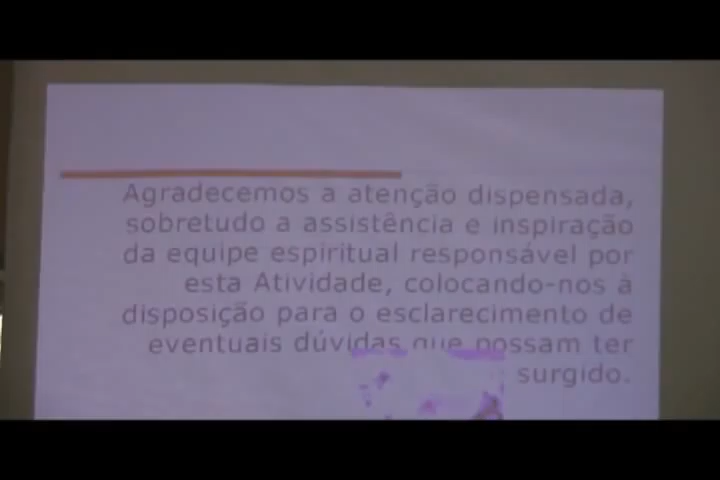 Agradecemos a atenção dispensada,
sobretudo a assistência e inspiração
da equipe espiritual responsável por
esta Atividade, colocando-nos à
disposição para o esclarecimento de
eventuais dúvidas que possam ter
surgido.